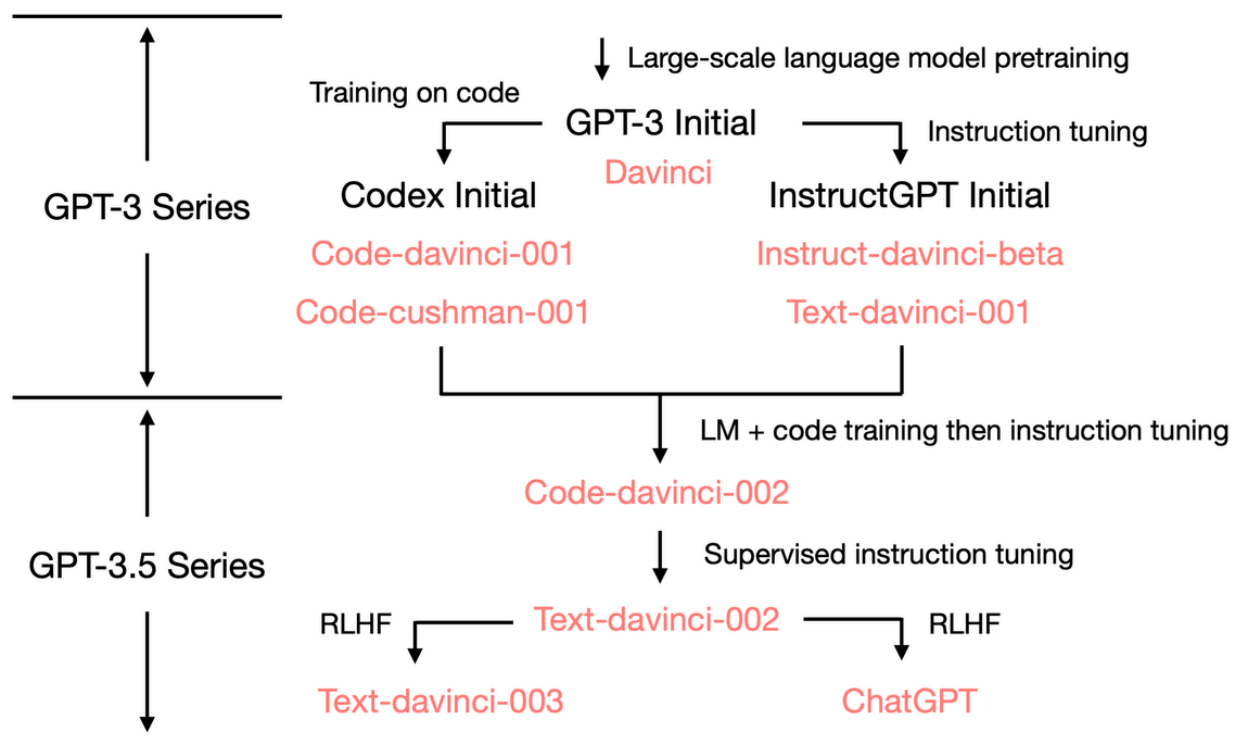 Large-scale language model pretraining
Training on code
GPT-3 Initial
Instruction tuning
Davinci
GPT-3 Series
Codex Initial
InstructGPT Initial
Code-davinci-001
Instruct-davinci-beta
Code-cushman-001
Text-davinci-001
LM + code training then instruction tuning
Code-davinci-002
GPT-3.5 Series
Supervised instruction tuning
RLHF
Text-davinci-002
RLHF
Text-davinci-003
ChatGPT